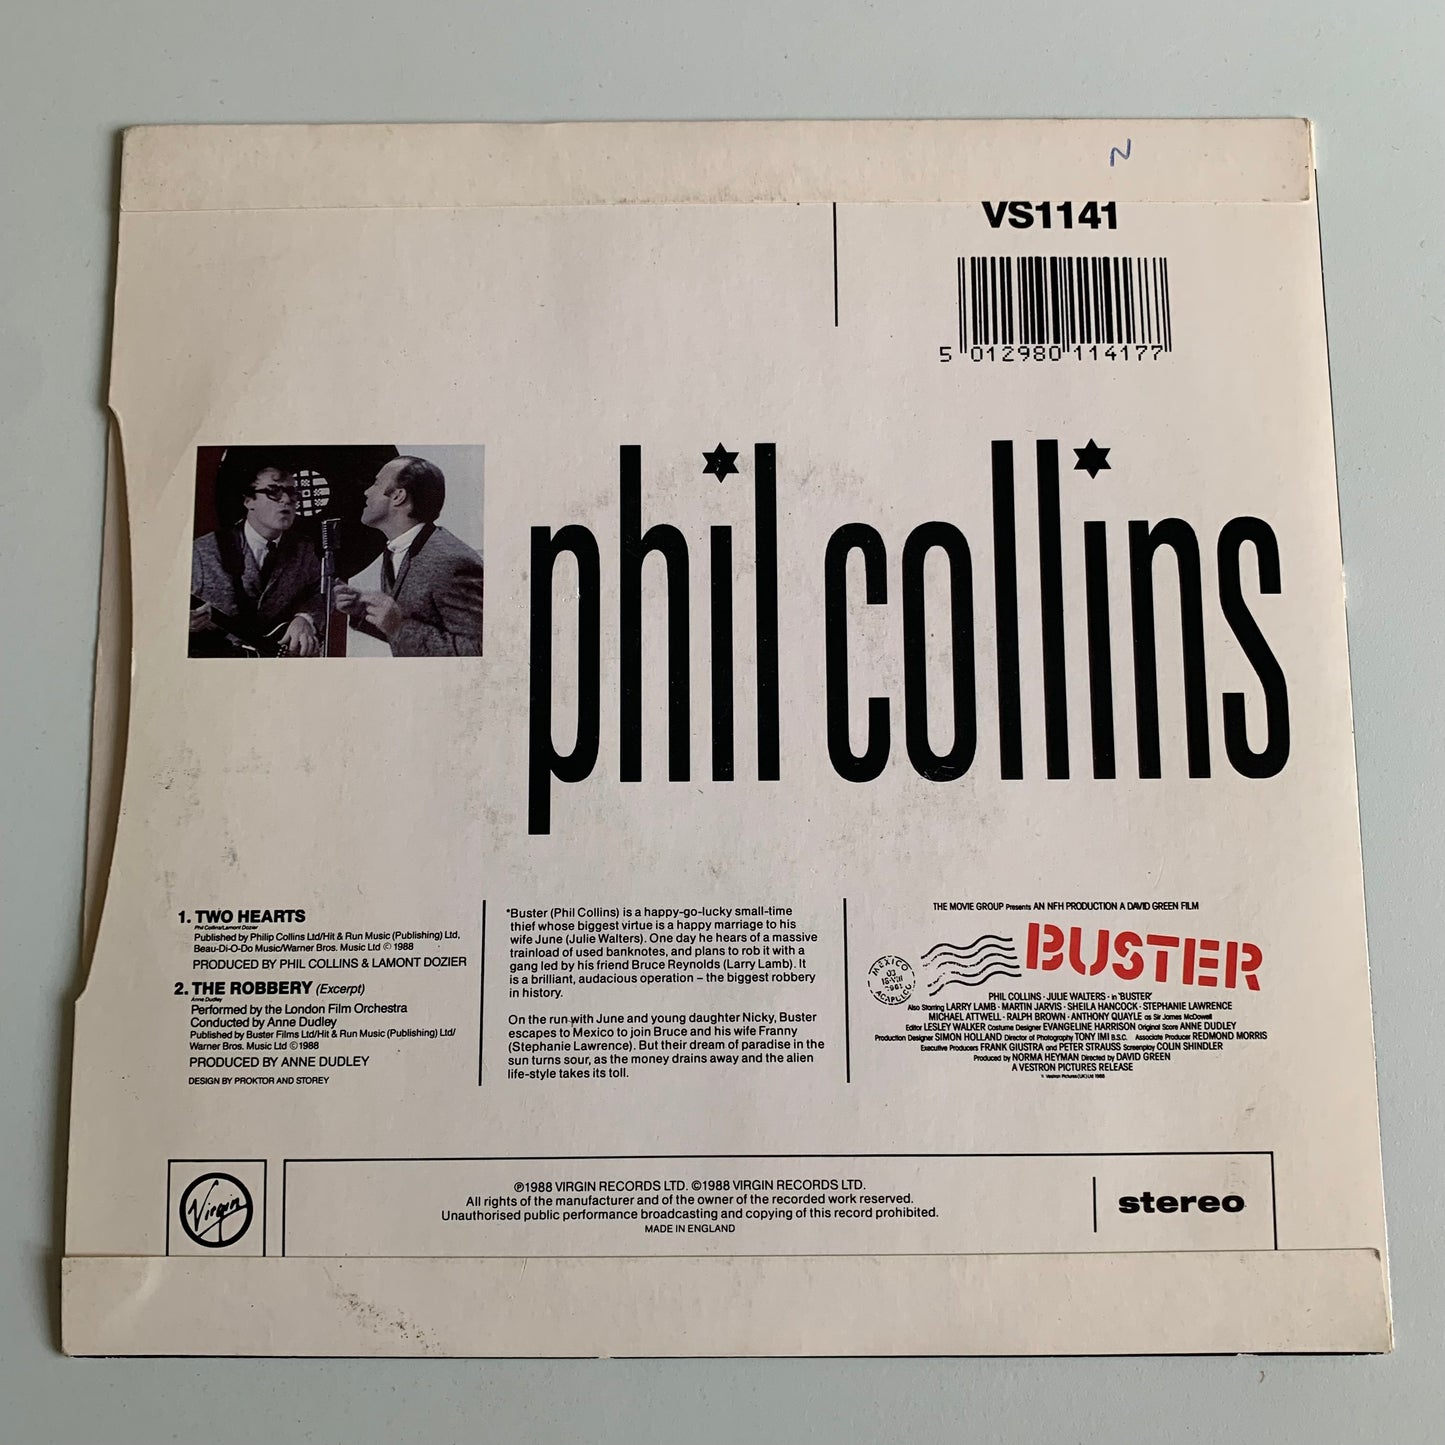 N
VS1141
5 012980 114177
phil collins
1. TWO HEARTS
Phil Collins/Lamont Dozier
Published by Philip Collins Ltd/Hit & Run Music (Publishing) Ltd,
Beau-Di-O-Do Music/Warner Bros. Music Ltd © 1988
PRODUCED BY PHIL COLLINS & LAMONT DOZIER
2. THE ROBBERY (Excerpt)
Anne Dudley
Performed by the London Film Orchestra
Conducted by Anne Dudley
Published by Buster Films Ltd/Hit & Run Music (Publishing) Ltd/
Warner Bros. Music Ltd ©1988
PRODUCED BY ANNE DUDLEY
DESIGN BY PROKTOR AND STOREY
*Buster (Phil Collins) is a happy-go-lucky small-time
thief whose biggest virtue is a happy marriage to his
wife June (Julie Walters). One day he hears of a massive
trainload of used banknotes, and plans to rob it with a
gang led by his friend Bruce Reynolds (Larry Lamb). It
is a brilliant, audacious operation – the biggest robbery
in history.
On the run with June and young daughter Nicky, Buster
escapes to Mexico to join Bruce and his wife Franny
(Stephanie Lawrence). But their dream of paradise in the
sun turns sour, as the money drains away and the alien
life-style takes its toll.
THE MOVIE GROUP Presents AN NFH PRODUCTION A DAVID GREEN FILM
BUSTER
MEXICO
ACAPULCO
PHIL COLLINS · JULIE WALTERS · in 'BUSTER'
Also Starring LARRY LAMB · MARTIN JARVIS · SHEILA HANCOCK · STEPHANIE LAWRENCE
MICHAEL ATTWELL · RALPH BROWN · ANTHONY QUAYLE as Sir James McDowell
Editor LESLEY WALKER Costume Designer EVANGELINE HARRISON Original Score ANNE DUDLEY
Production Designer SIMON HOLLAND Director of Photography TONY IMI B.S.C. Associate Producer REDMOND MORRIS
Executive Producers FRANK GIUSTRA and PETER STRAUSS Screenplay COLIN SHINDLER
Produced by NORMA HEYMAN Directed by DAVID GREEN
A VESTRON PICTURES RELEASE
© Vestron Pictures (UK) Ltd 1988
Virgin
℗1988 VIRGIN RECORDS LTD. ©1988 VIRGIN RECORDS LTD.
All rights of the manufacturer and of the owner of the recorded work reserved.
Unauthorised public performance broadcasting and copying of this record prohibited.
MADE IN ENGLAND
stereo